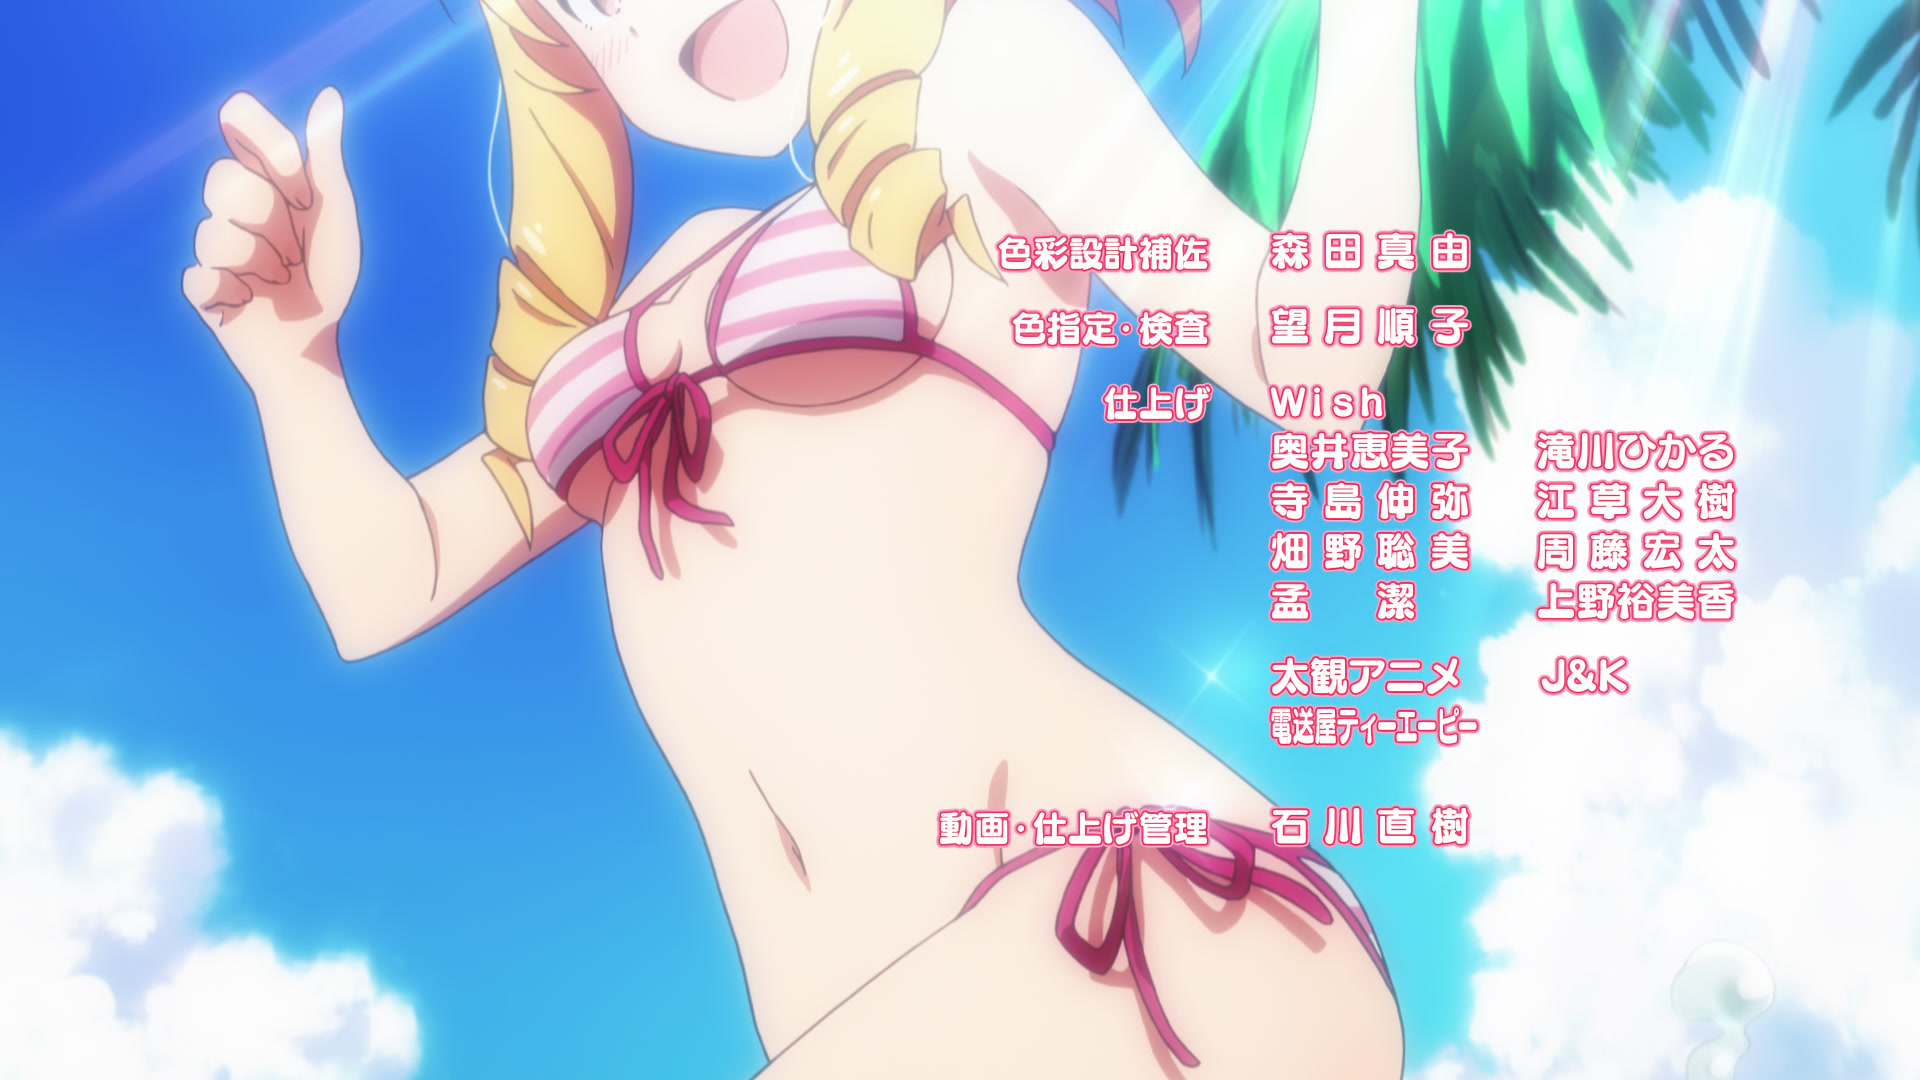 色彩設計補佐 森田真由
色指定・検査 望月順子
仕上げ Wish
奥井恵美子 滝川ひかる
寺島伸弥 江草大樹
畑野聡美 周藤宏太
孟 潔 上野裕美香
太観アニメ J&K
電送屋ティーエーピー
動画・仕上げ管理 石川直樹